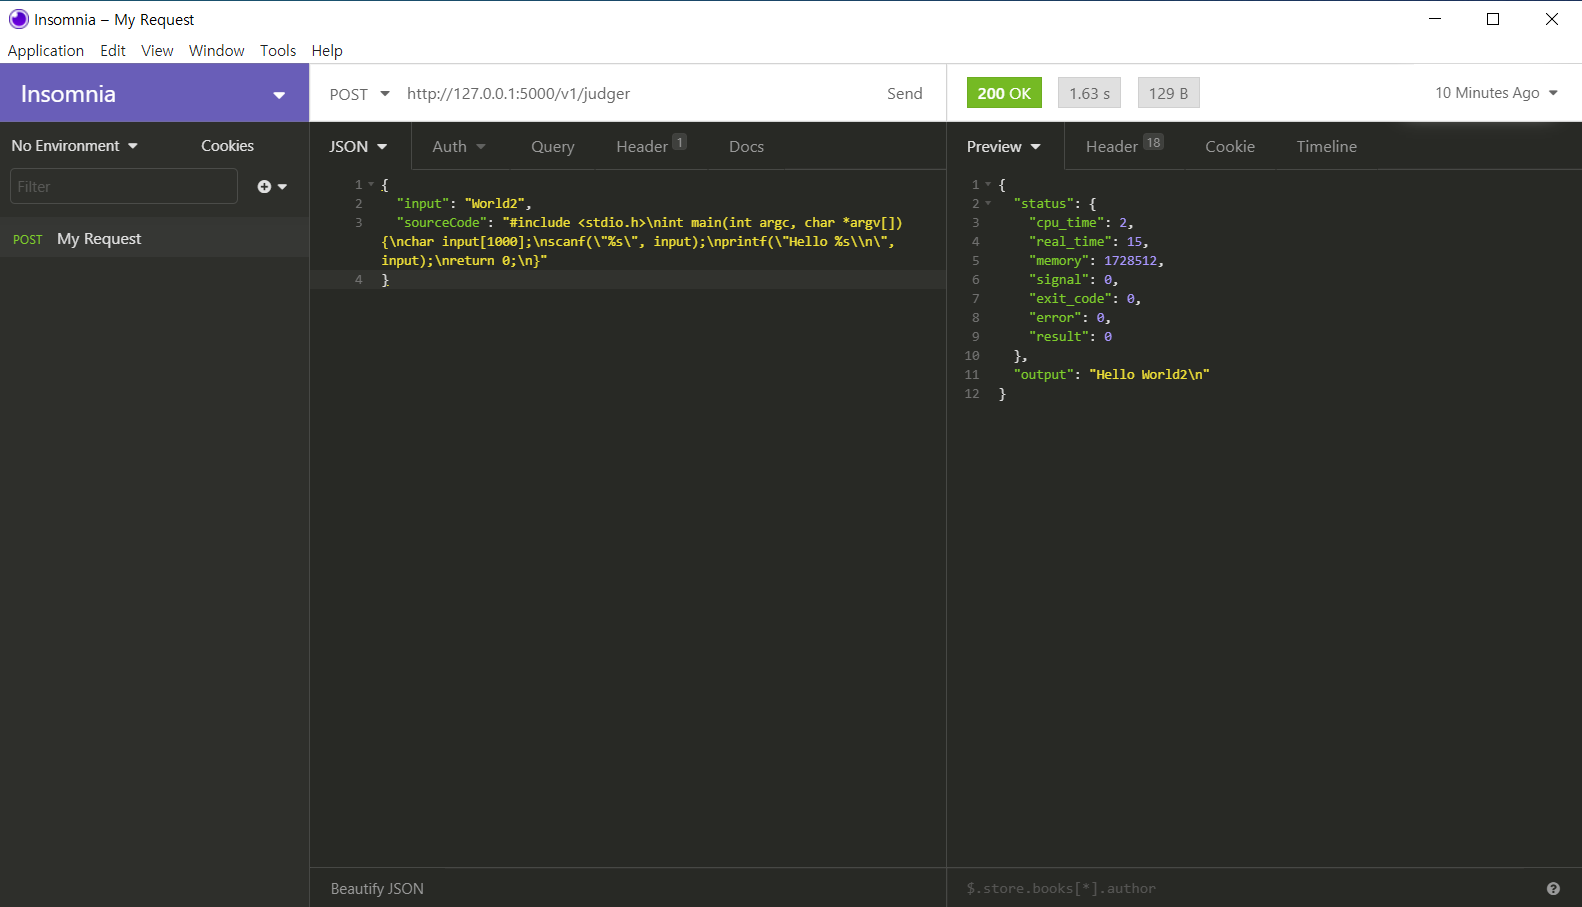 Insomnia – My Request
Application Edit View Window Tools Help
Insomnia
POST http://127.0.0.1:5000/v1/judger Send
200 OK 1.63 s 129 B 10 Minutes Ago
No Environment Cookies
Filter
POST My Request
JSON Auth Query Header 1 Docs
1 {
2 "input": "World2",
3 "sourceCode": "#include <stdio.h>\nint main(int argc, char *argv[])
{\nchar input[1000];\nscanf(\"%s\", input);\nprintf(\"Hello %s\\n\",
input);\nreturn 0;\n}"
4 }
Beautify JSON
Preview Header 18 Cookie Timeline
1 {
2 "status": {
3 "cpu_time": 2,
4 "real_time": 15,
5 "memory": 1728512,
6 "signal": 0,
7 "exit_code": 0,
8 "error": 0,
9 "result": 0
10 },
11 "output": "Hello World2\n"
12 }
$.store.books[*].author